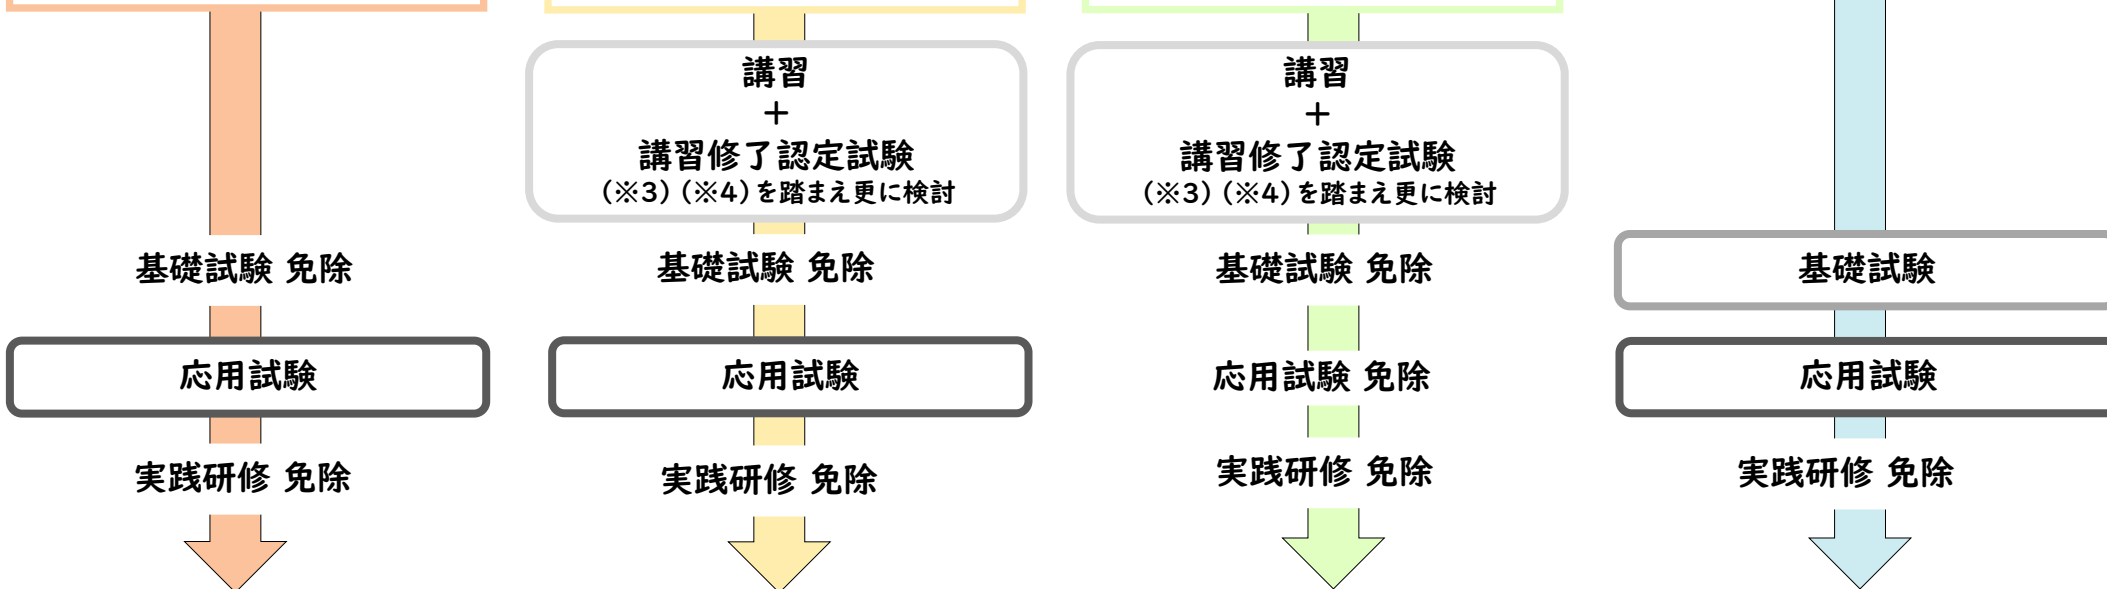 講習
＋
講習修了認定試験
(※3)(※4)を踏まえ更に検討
講習
＋
講習修了認定試験
(※3)(※4)を踏まえ更に検討
基礎試験 免除
基礎試験 免除
基礎試験 免除
基礎試験
応用試験
応用試験
応用試験 免除
応用試験
実践研修 免除
実践研修 免除
実践研修 免除
実践研修 免除